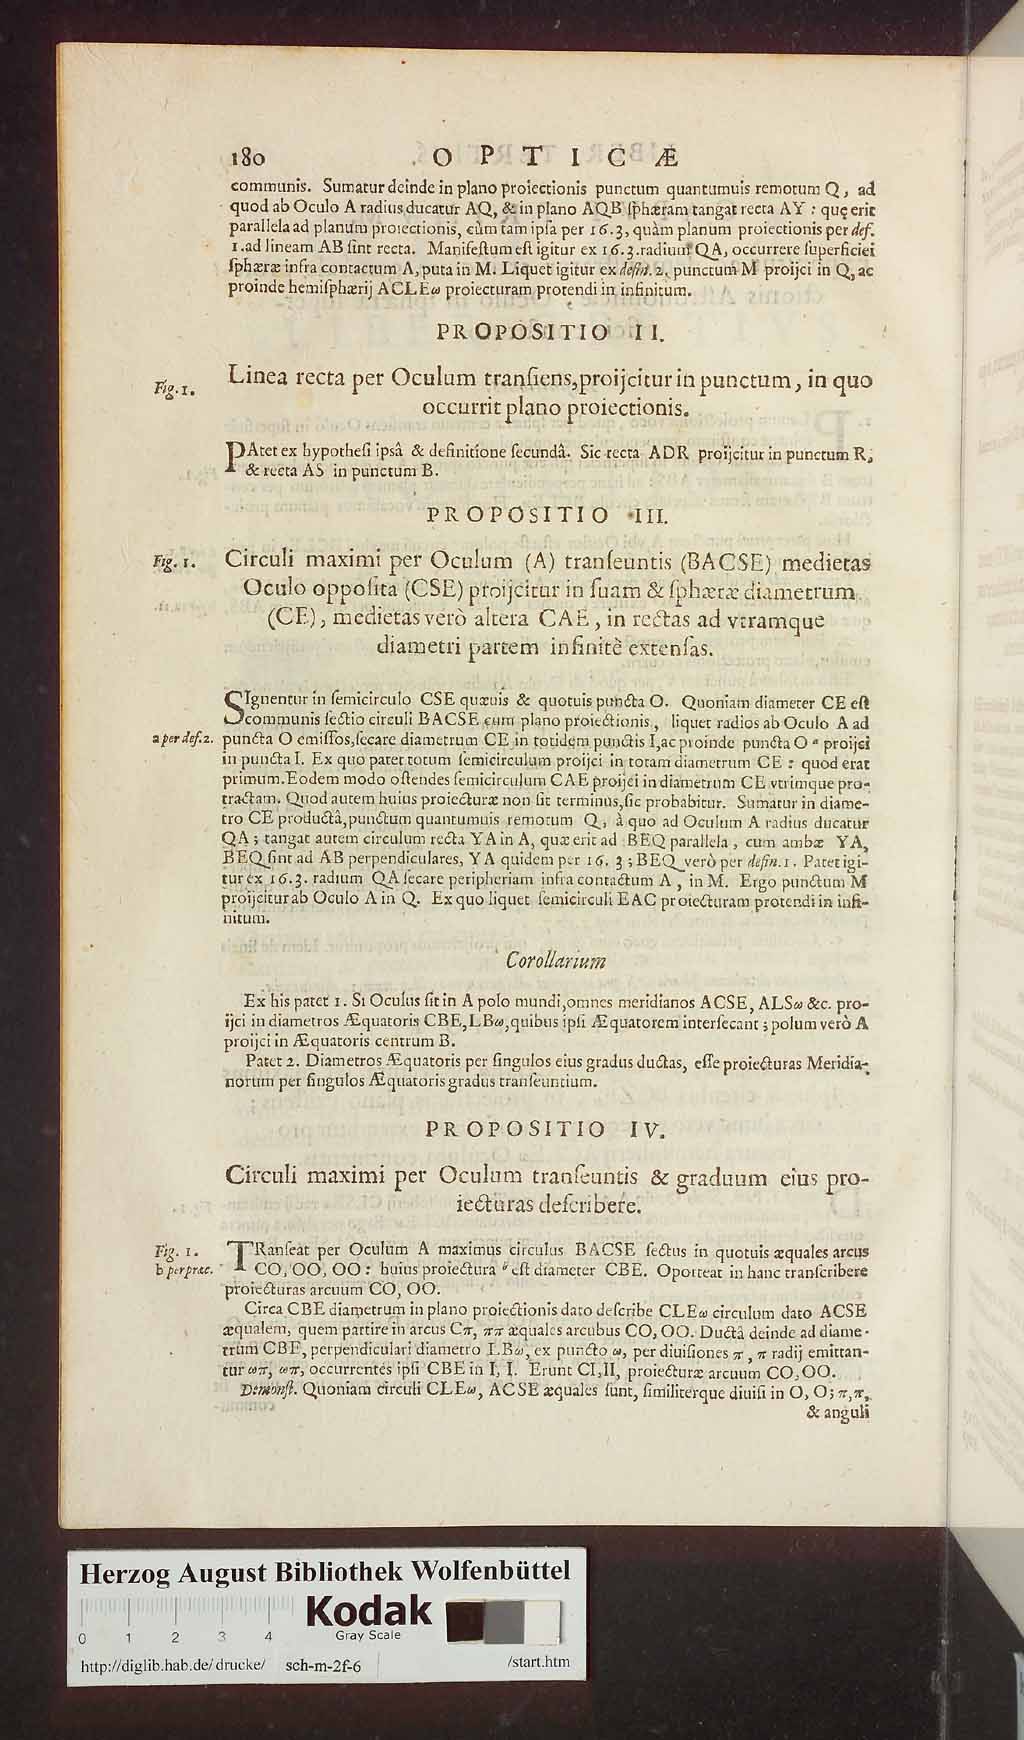 180 OPTICÆ
communis. Sumatur deinde in plano proiectionis punctum quantumuis remotum Q, ad
quod ab Oculo A radius ducatur AQ, & in plano AQB ſphæram tangat recta AY : quę erit
parallela ad planum proiectionis, cùm tam ipſa per 16.3, quàm planum proiectionis per def.
1.ad lineam AB ſint recta. Manifeſtum eſt igitur ex 16.3.radium QA, occurrere ſuperficiei
ſphæræ infra contactum A, puta in M. Liquet igitur ex defin. 2, punctum M proijci in Q, ac
proinde hemiſphærij ACLEω proiecturam protendi in infinitum.
PROPOSITIO II.
Fig. 1.
Linea recta per Oculum tranſiens,proijcitur in punctum, in quo
occurrit plano proiectionis.
PAtet ex hypotheſi ipsâ & definitione ſecundâ. Sic recta ADR proijcitur in punctum R,
& recta AS in punctum B.
PROPOSITIO III.
Fig. 1.
Circuli maximi per Oculum (A) tranſeuntis (BACSE) medietas
Oculo oppoſita (CSE) proijcitur in ſuam & ſphæræ diametrum
(CE), medietas verò altera CAE, in rectas ad vtramque
diametri partem infinitè extenſas.
SIgnentur in ſemicirculo CSE quæuis & quotuis puncta O. Quoniam diameter CE eſt
communis ſectio circuli BACSE cum plano proiectionis, liquet radios ab Oculo A ad
a per def.2.
puncta O emiſſos,ſecare diametrum CE in totidem punctis I,ac proinde puncta O a proijci
in puncta I. Ex quo patet totum ſemicirculum proijci in totam diametrum CE : quod erat
primum.Eodem modo oſtendes ſemicirculum CAE proijci in diametrum CE vtrimque pro-
tractam. Quod autem huius proiecturæ non ſit terminus,ſic probabitur. Sumatur in diame-
tro CE productâ,punctum quantumuis remotum Q, à quo ad Oculum A radius ducatur
QA ; tangat autem circulum recta YA in A, quæ erit ad BEQ parallela, cum ambæ YA,
BEQ ſint ad AB perpendiculares, YA quidem per 16. 3 ; BEQ verò per defin. 1. Patet igi-
tur ex 16.3. radium QA ſecare peripheriam infra contactum A, in M. Ergo punctum M
proijcitur ab Oculo A in Q. Ex quo liquet ſemicirculi EAC proiecturam protendi in infi-
nitum.
Corollarium
Ex his patet 1. Si Oculus ſit in A polo mundi,omnes meridianos ACSE, ALSω &c. pro-
ijci in diametros Æquatoris CBE,LBω,quibus ipſi Æquatorem interſecant ; polum verò A
proijci in Æquatoris centrum B.
Patet 2. Diametros Æquatoris per ſingulos eius gradus ductas, eſſe proiecturas Meridia-
norum per ſingulos Æquatoris gradus tranſeuntium.
PROPOSITIO IV.
Circuli maximi per Oculum tranſeuntis & graduum eius pro-
iecturas deſcribere.
Fig. 1.
TRanſeat per Oculum A maximus circulus BACSE ſectus in quotuis æquales arcus
b per præc.
CO, OO, OO : huius proiectura b eſt diameter CBE. Oporteat in hanc tranſcribere
proiecturas arcuum CO, OO.
Circa CBE diametrum in plano proiectionis dato deſcribe CLEω circulum dato ACSE
æqualem, quem partire in arcus Cπ, ππ æquales arcubus CO, OO. Ductâ deinde ad diame-
trum CBE, perpendiculari diametro LBω, ex puncto ω, per diuiſiones π, π radij emittan-
tur ωπ, ωπ, occurrentes ipſi CBE in I, I. Erunt CI,II, proiecturæ arcuum CO,OO.
Demonſt. Quoniam circuli CLEω, ACSE æquales ſunt, ſimiliterque diuiſi in O, O; π,π,
& anguli
Herzog August Bibliothek Wolfenbüttel
Kodak
Gray Scale
0 1 2 3 4
http://diglib.hab.de/drucke/ sch-m-2f-6 /start.htm